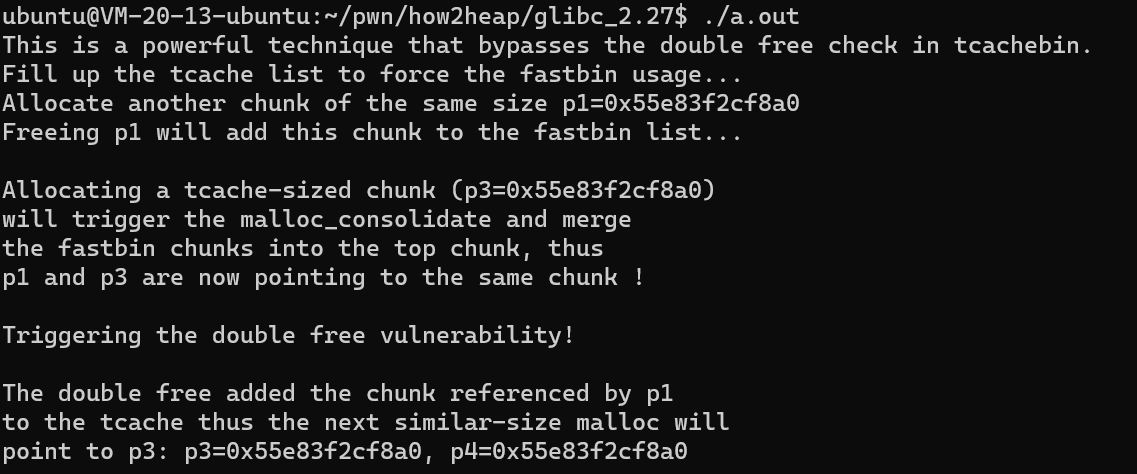 ubuntu@VM-20-13-ubuntu:~/pwn/how2heap/glibc_2.27$ ./a.out
This is a powerful technique that bypasses the double free check in tcachebin.
Fill up the tcache list to force the fastbin usage...
Allocate another chunk of the same size p1=0x55e83f2cf8a0
Freeing p1 will add this chunk to the fastbin list...
Allocating a tcache-sized chunk (p3=0x55e83f2cf8a0)
will trigger the malloc_consolidate and merge
the fastbin chunks into the top chunk, thus
p1 and p3 are now pointing to the same chunk !
Triggering the double free vulnerability!
The double free added the chunk referenced by p1
to the tcache thus the next similar-size malloc will
point to p3: p3=0x55e83f2cf8a0, p4=0x55e83f2cf8a0